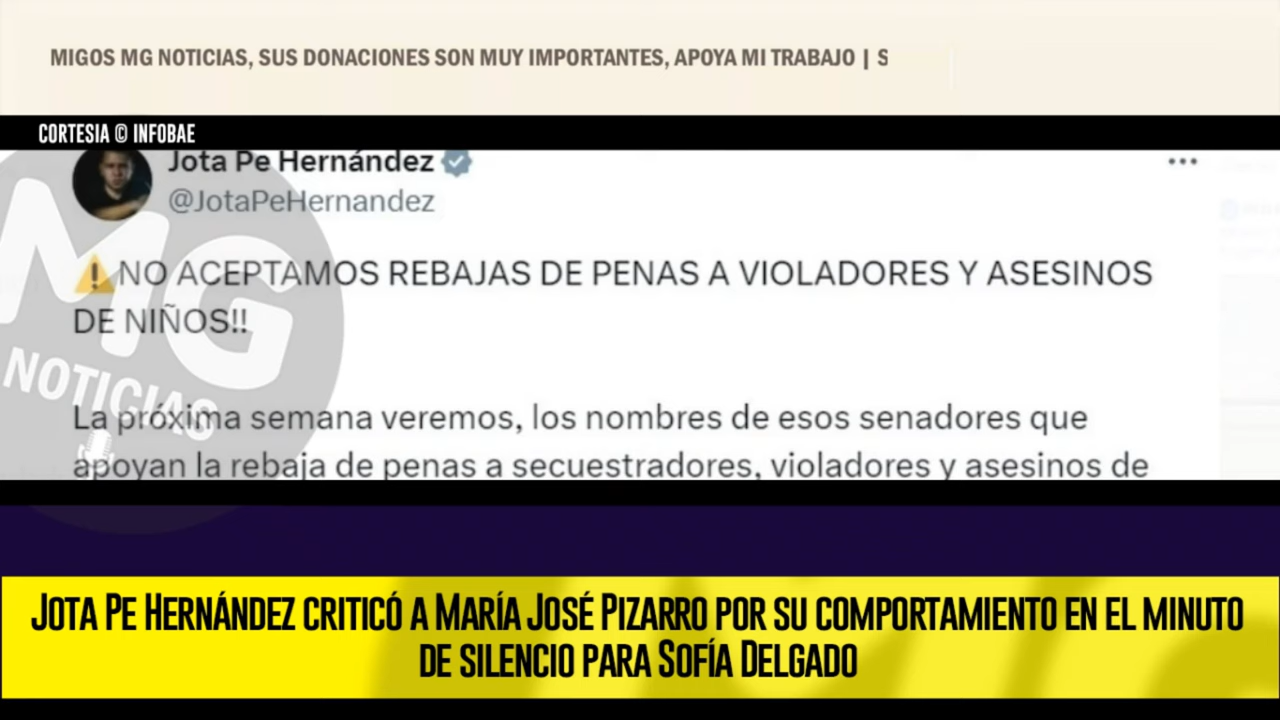 MIGOS MG NOTICIAS, SUS DONACIONES SON MUY IMPORTANTES, APOYA MI TRABAJO | S
CORTESIA © INFOBAE
Jota Pe Hernández
@JotaPeHernandez
⚠️NO ACEPTAMOS REBAJAS DE PENAS A VIOLADORES Y ASESINOS
DE NIÑOS!!
La próxima semana veremos, los nombres de esos senadores que
apoyan la rebaja de penas a secuestradores, violadores y asesinos de
MG
NOTICIAS
JOTA PE HERNÁNDEZ CRITICÓ A MARÍA JOSÉ PIZARRO POR SU COMPORTAMIENTO EN EL MINUTO
DE SILENCIO PARA SOFÍA DELGADO